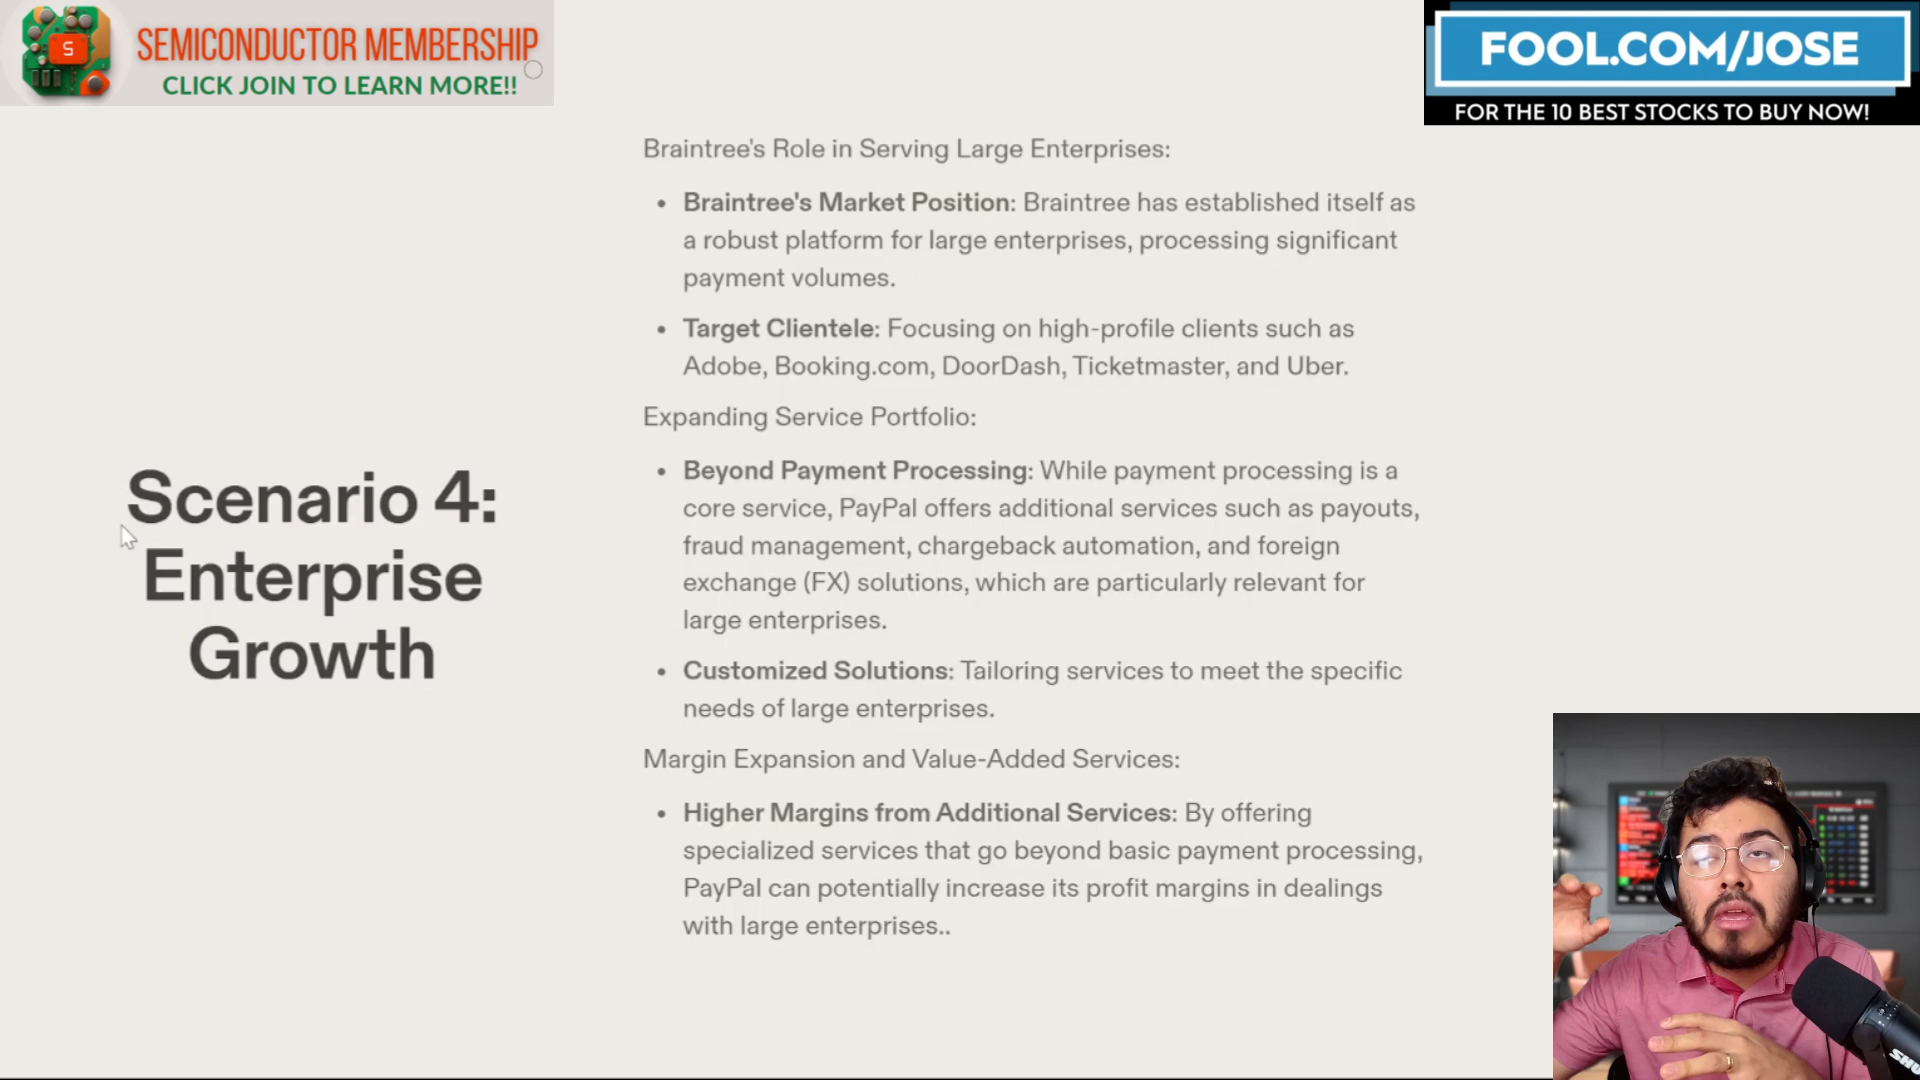 S
SEMICONDUCTOR MEMBERSHIP
CLICK JOIN TO LEARN MORE!!
FOOL.COM/JOSE
FOR THE 10 BEST STOCKS TO BUY NOW!
Scenario 4:
Enterprise
Growth
Braintree's Role in Serving Large Enterprises:
• Braintree's Market Position: Braintree has established itself as
a robust platform for large enterprises, processing significant
payment volumes.
• Target Clientele: Focusing on high-profile clients such as
Adobe, Booking.com, DoorDash, Ticketmaster, and Uber.
Expanding Service Portfolio:
• Beyond Payment Processing: While payment processing is a
core service, PayPal offers additional services such as payouts,
fraud management, chargeback automation, and foreign
exchange (FX) solutions, which are particularly relevant for
large enterprises.
• Customized Solutions: Tailoring services to meet the specific
needs of large enterprises.
Margin Expansion and Value-Added Services:
• Higher Margins from Additional Services: By offering
specialized services that go beyond basic payment processing,
PayPal can potentially increase its profit margins in dealings
with large enterprises..